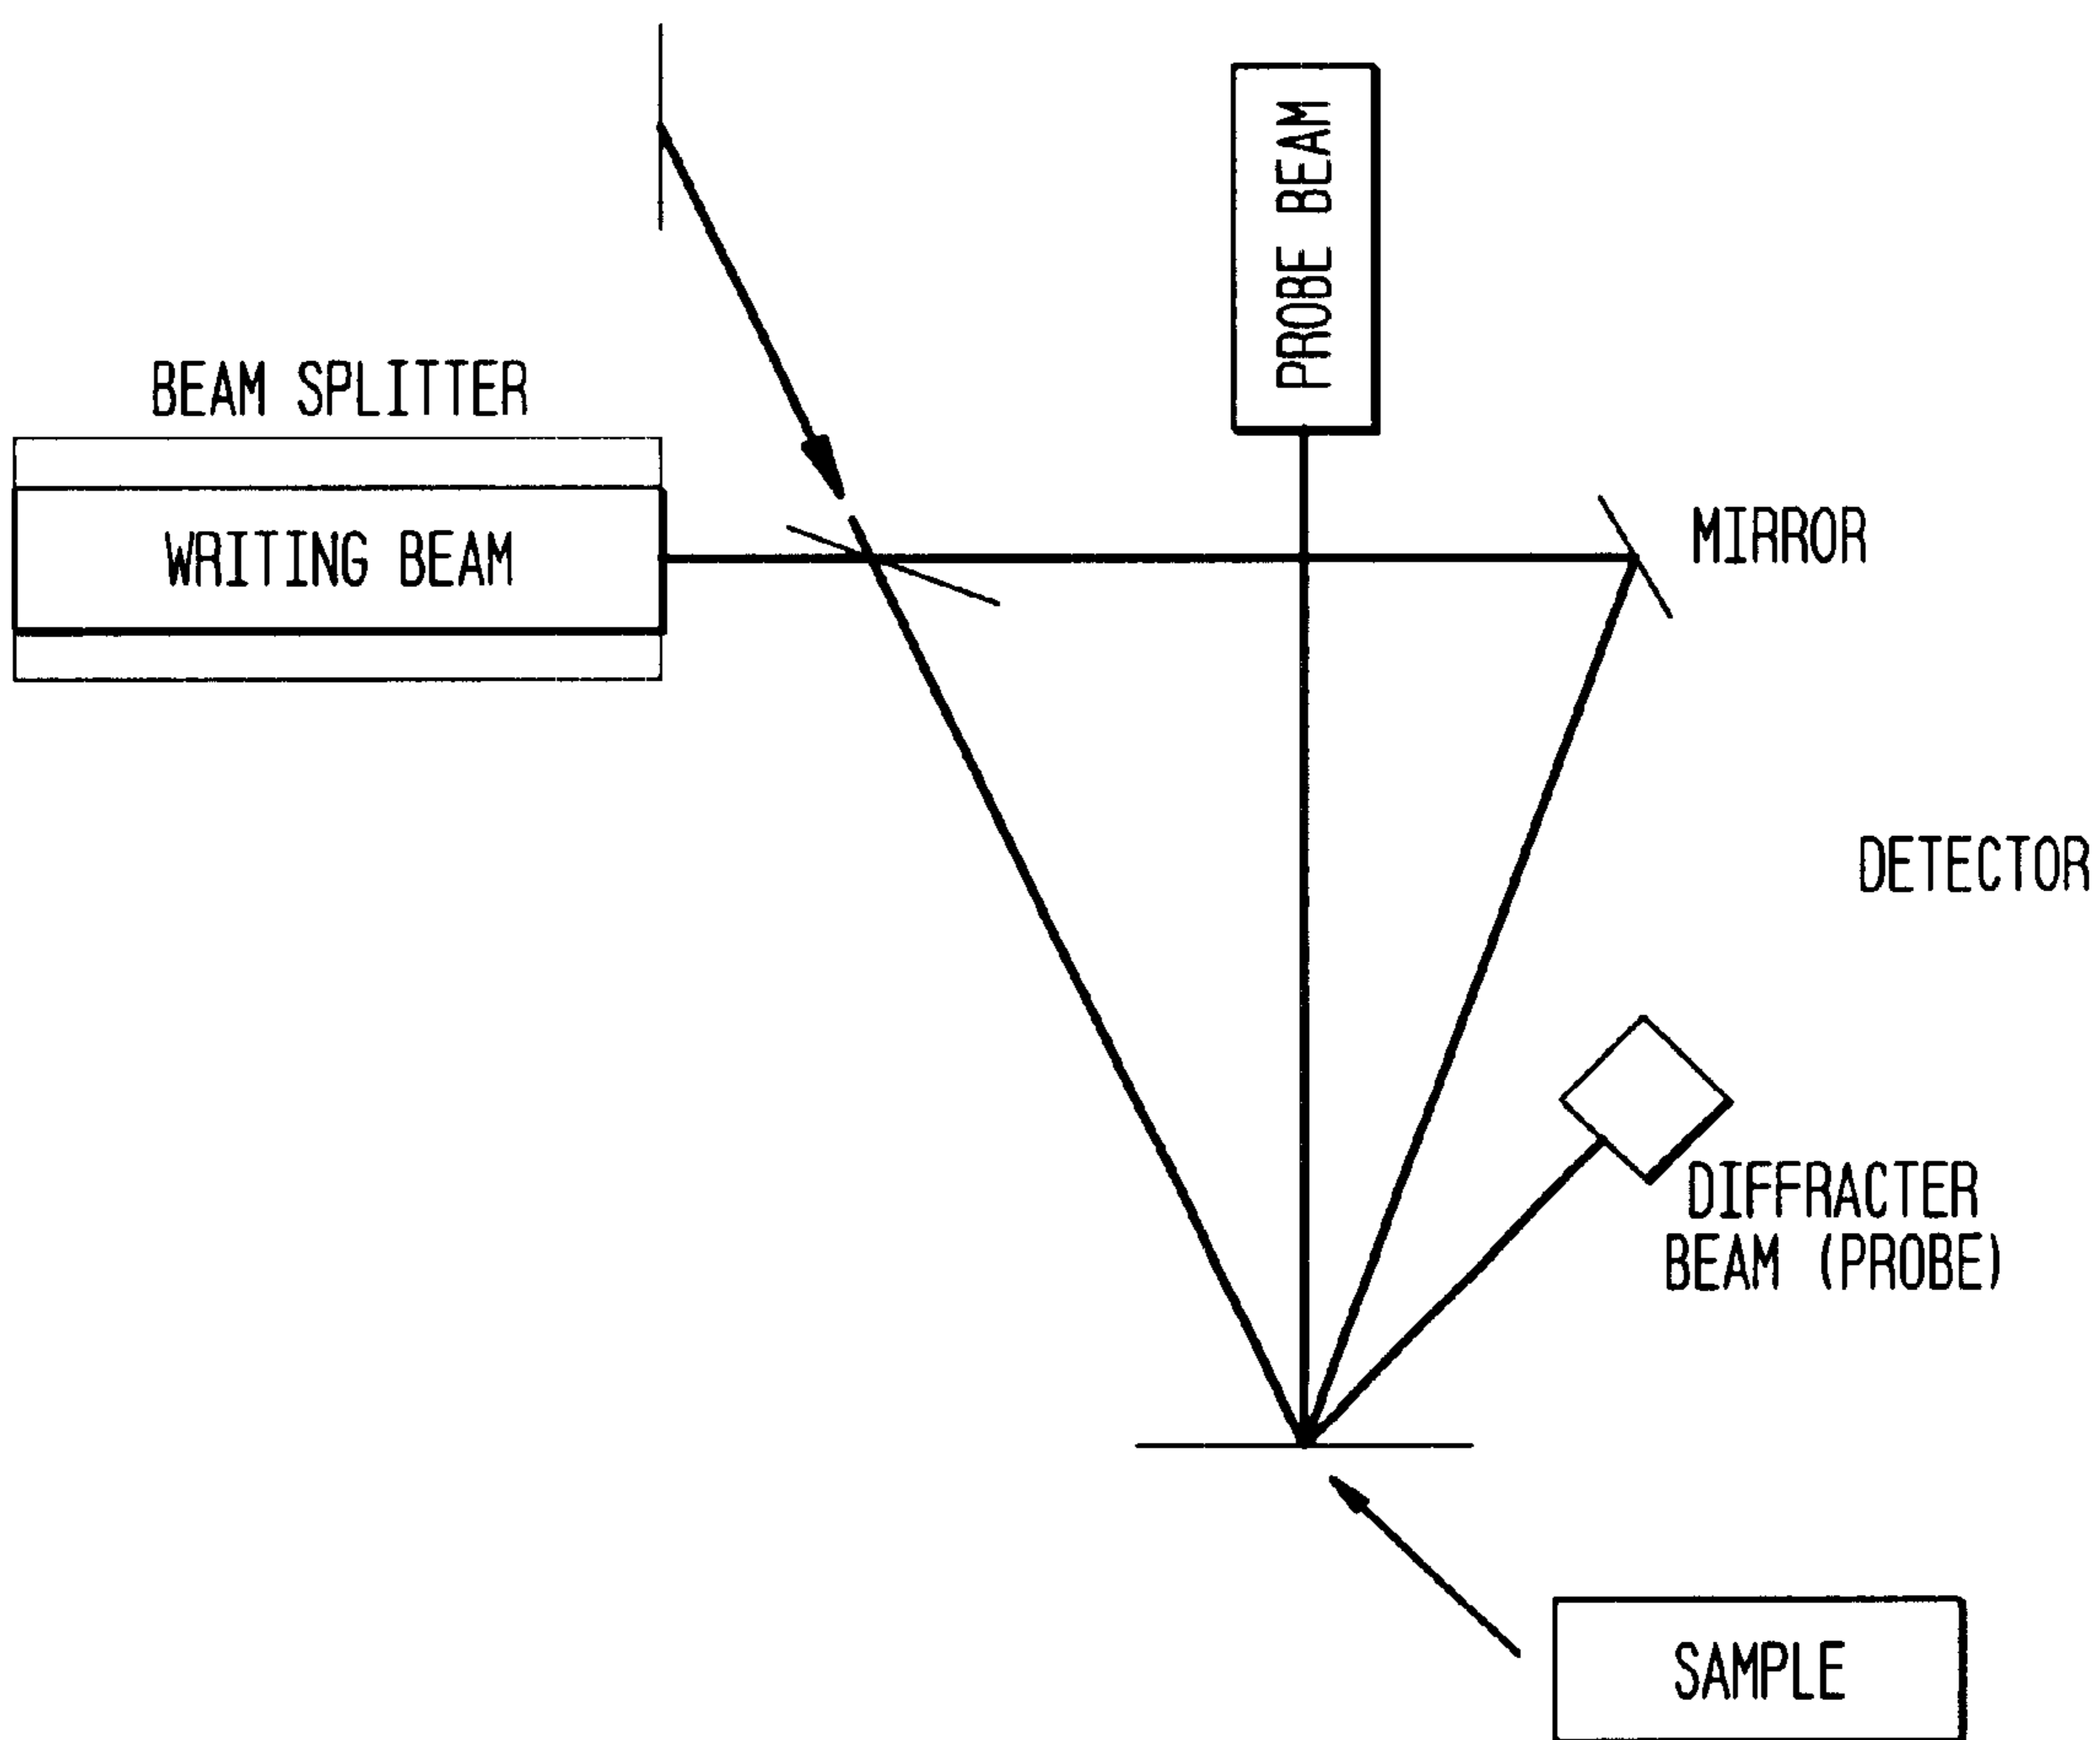 PROBE BEAM
BEAM SPLITTER
WRITING BEAM
MIRROR
DETECTOR
DIFFRACTER
BEAM (PROBE)
SAMPLE